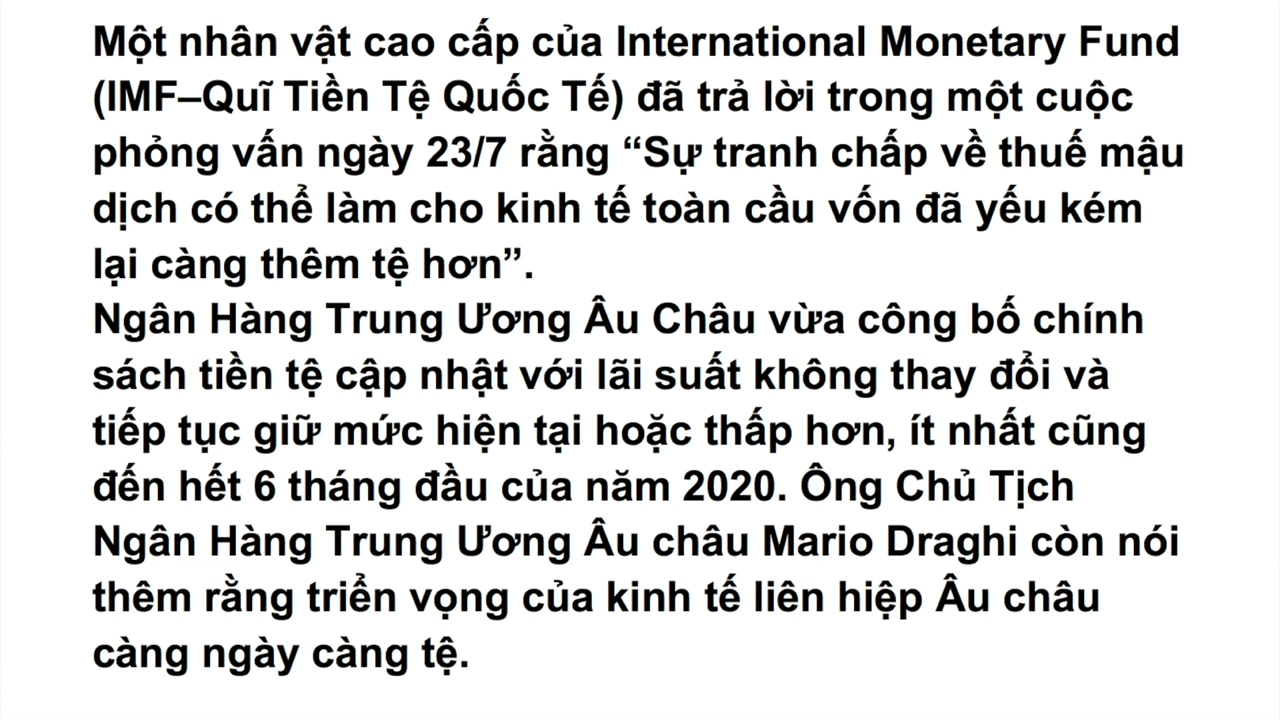 Một nhân vật cao cấp của International Monetary Fund
(IMF–Quĩ Tiền Tệ Quốc Tế) đã trả lời trong một cuộc
phỏng vấn ngày 23/7 rằng “Sự tranh chấp về thuế mậu
dịch có thể làm cho kinh tế toàn cầu vốn đã yếu kém
lại càng thêm tệ hơn”.
Ngân Hàng Trung Ương Âu Châu vừa công bố chính
sách tiền tệ cập nhật với lãi suất không thay đổi và
tiếp tục giữ mức hiện tại hoặc thấp hơn, ít nhất cũng
đến hết 6 tháng đầu của năm 2020. Ông Chủ Tịch
Ngân Hàng Trung Ương Âu châu Mario Draghi còn nói
thêm rằng triển vọng của kinh tế liên hiệp Âu châu
càng ngày càng tệ.